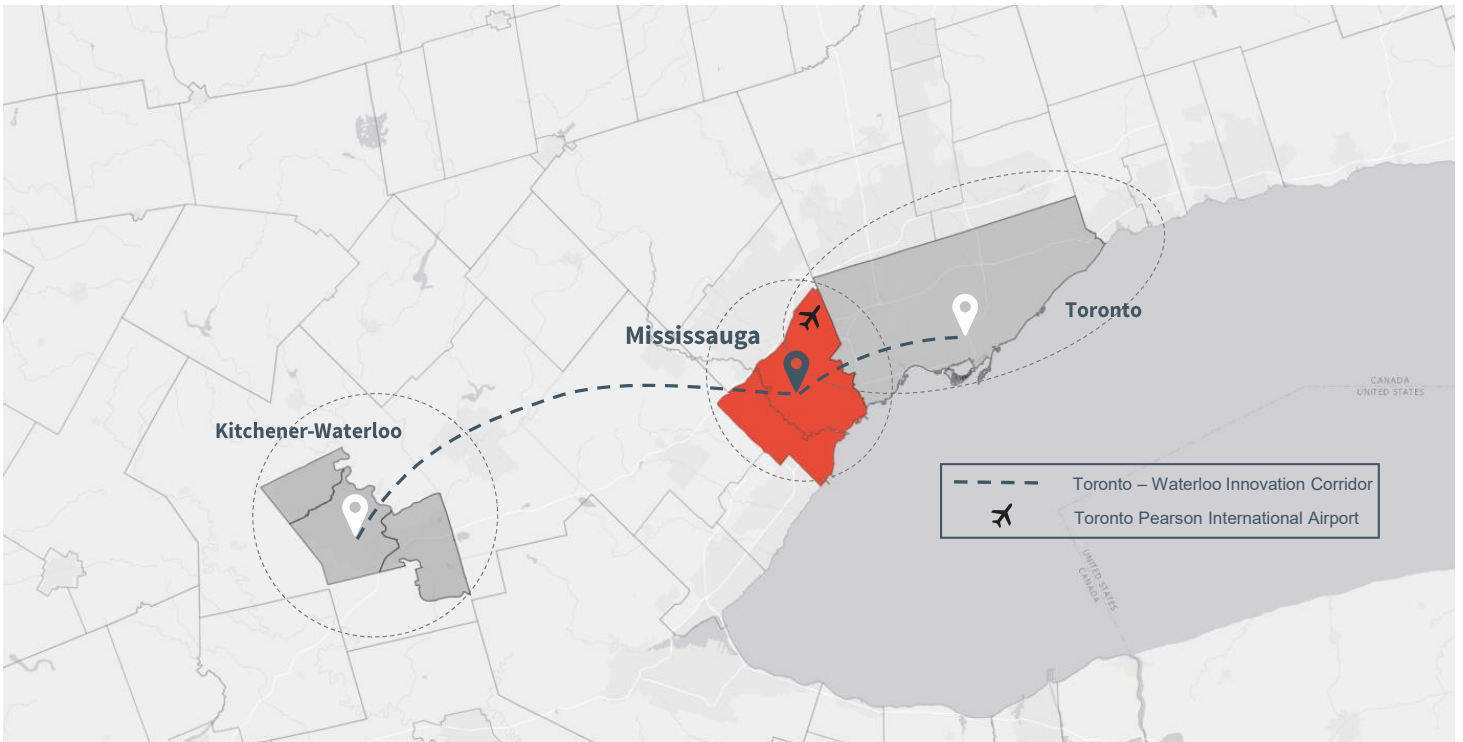 Toronto
Mississauga
CANADA
UNITED STATES
Kitchener-Waterloo
Toronto – Waterloo Innovation Corridor
Toronto Pearson International Airport
UNITED STATES
CANADA